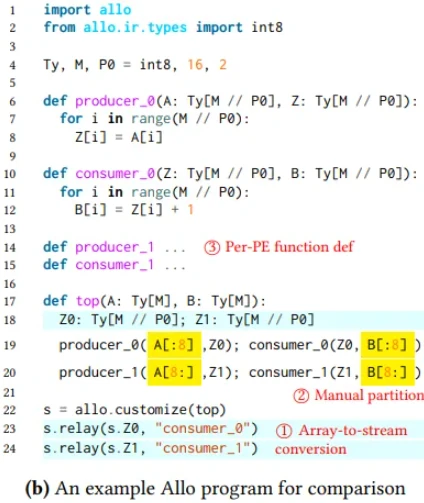 1 import allo
2 from allo.ir.types import int8
3
4 Ty, M, P0 = int8, 16, 2
5
6 def producer_0(A: Ty[M // P0], Z: Ty[M // P0]):
7 for i in range(M // P0):
8 Z[i] = A[i]
9
10 def consumer_0(Z: Ty[M // P0], B: Ty[M // P0]):
11 for i in range(M // P0):
12 B[i] = Z[i] + 1
13
14 def producer_1 ... ③ Per-PE function def
15 def consumer_1 ...
16
17 def top(A: Ty[M], B: Ty[M]):
18 Z0: Ty[M // P0]; Z1: Ty[M // P0]
19 producer_0( A[:8] ,Z0); consumer_0(Z0, B[:8] )
20 producer_1( A[8:] ,Z1); consumer_1(Z1, B[8:] )
21 ② Manual partition
22 s = allo.customize(top)
23 s.relay(s.Z0, "consumer_0") ① Array-to-stream
24 s.relay(s.Z1, "consumer_1") conversion
(b) An example Allo program for comparison